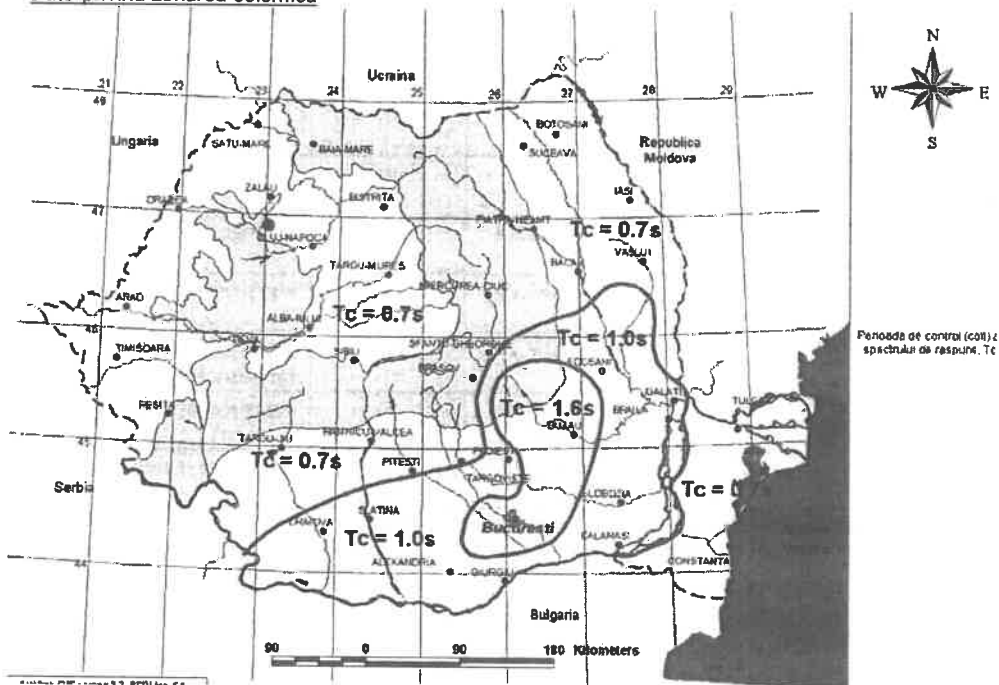 zonarea seismica
N
W E
S
Ucraina
21 22 23 24 25 26 27 28 29
48
Ungaria
Republica
Moldova
SATU-MARE
BAIA-MARE
BOTOSANI
SUCEAVA
ZALAU
ORADEA
BISTRITA
IASI
47
PIATRA NEAMT
Tc = 0.7s
CLUJ-NAPOCA
BACAU
VASLUI
TARGU-MURES
MIERCUREA-CIUC
ARAD
ALBA-IULIA
Tc = 0.7s
46
Tc = 1.0s
Perioada de control (colt) a
spectrului de raspuns, Tc
TIMISOARA
SIBIU
SFANTU-GHEORGHE
FOCSANI
BRASOV
RESITA
Tc = 1.6s
GALATI
BRAILA
BUZAU
45
TARGU-JIU
RAMNICU VALCEA
Tc = 0.7s
PITESTI
PLOIESTI
TARGOVISTE
Serbia
SLOBOZIA
CRAIOVA
SLATINA
Bucuresti
Tc = 1.0s
CALARASI
CONSTANTA
44
ALEXANDRIA
GIURGIU
Bulgaria
90 0 90 180 Kilometers